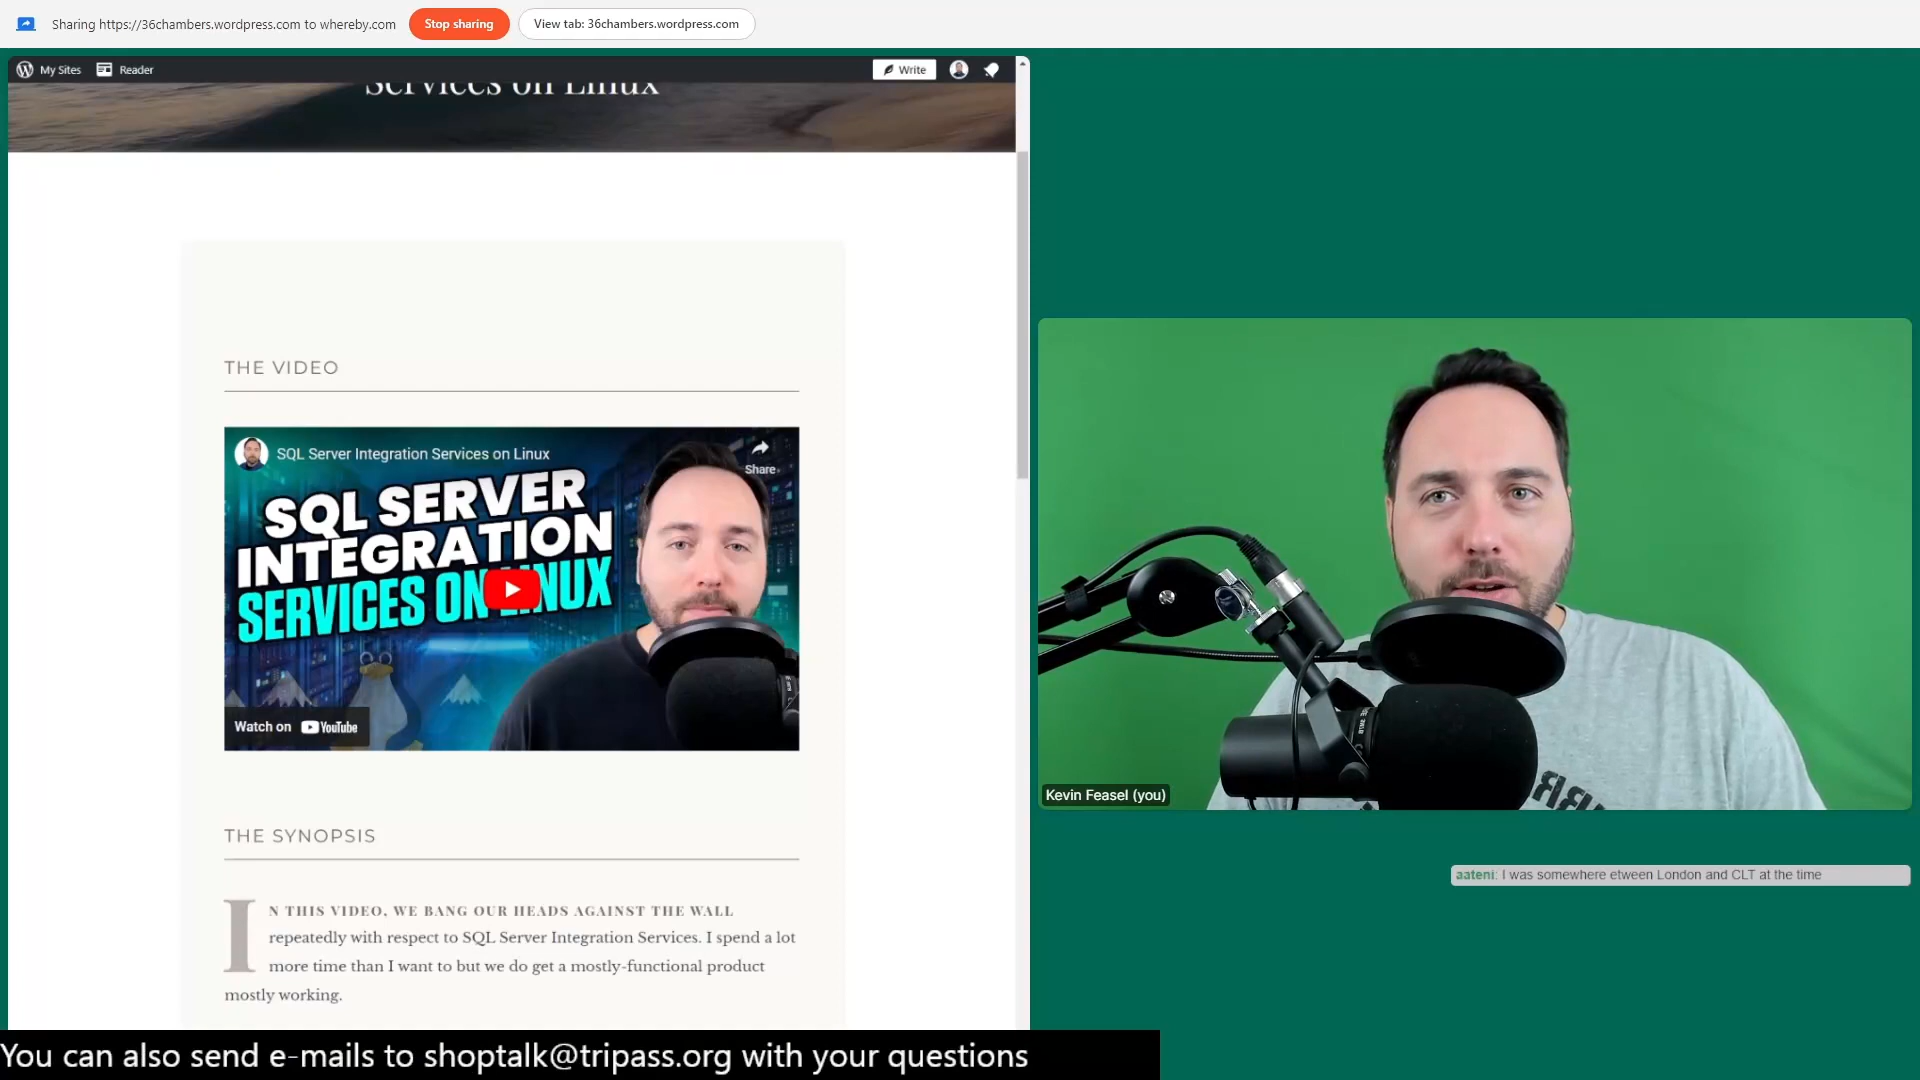 Sharing https://36chambers.wordpress.com to whereby.com
Stop sharing
View tab: 36chambers.wordpress.com
My Sites
Reader
Write
Services on Linux
THE VIDEO
SQL Server Integration Services on Linux
Share
SQL SERVER
INTEGRATION
SERVICES ON LINUX
Watch on YouTube
THE SYNOPSIS
IN THIS VIDEO, WE BANG OUR HEADS AGAINST THE WALL
repeatedly with respect to SQL Server Integration Services. I spend a lot
more time than I want to but we do get a mostly-functional product
mostly working.
Kevin Feasel (you)
aateni: I was somewhere etween London and CLT at the time
You can also send e-mails to shoptalk@tripass.org with your questions